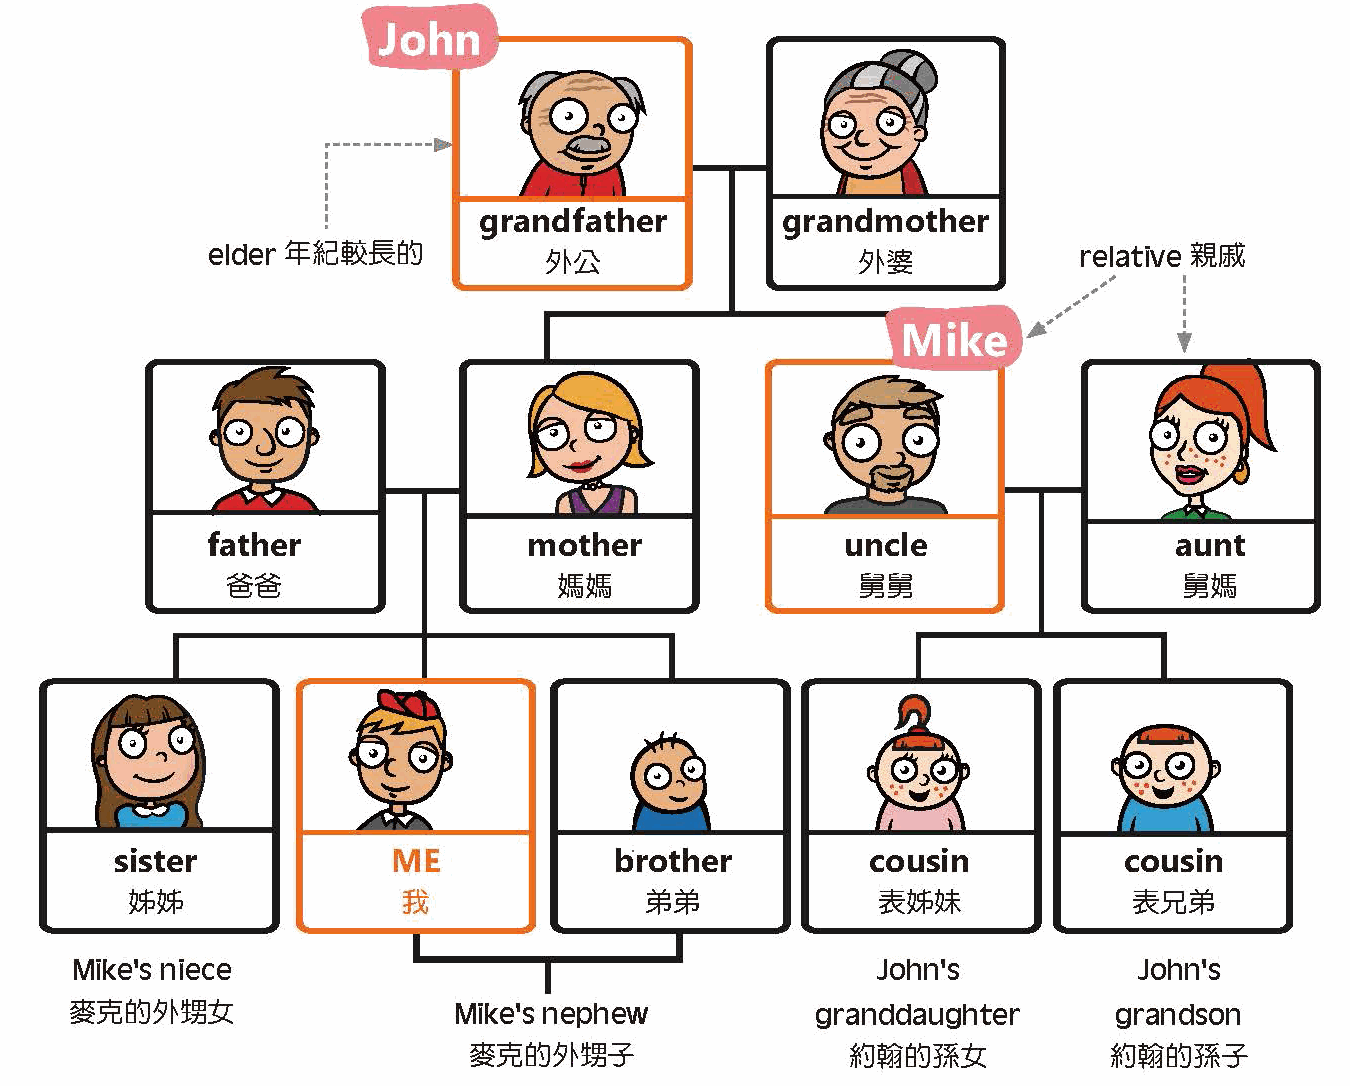 John
grandfather
外公
grandmother
外婆
elder 年紀較長的
relative 親戚
Mike
father
爸爸
mother
媽媽
uncle
舅舅
aunt
舅媽
sister
姊姊
ME
我
brother
弟弟
cousin
表姊妹
cousin
表兄弟
Mike's niece
麥克的外甥女
Mike's nephew
麥克的外甥子
John's
granddaughter
約翰的孫女
John's
grandson
約翰的孫子